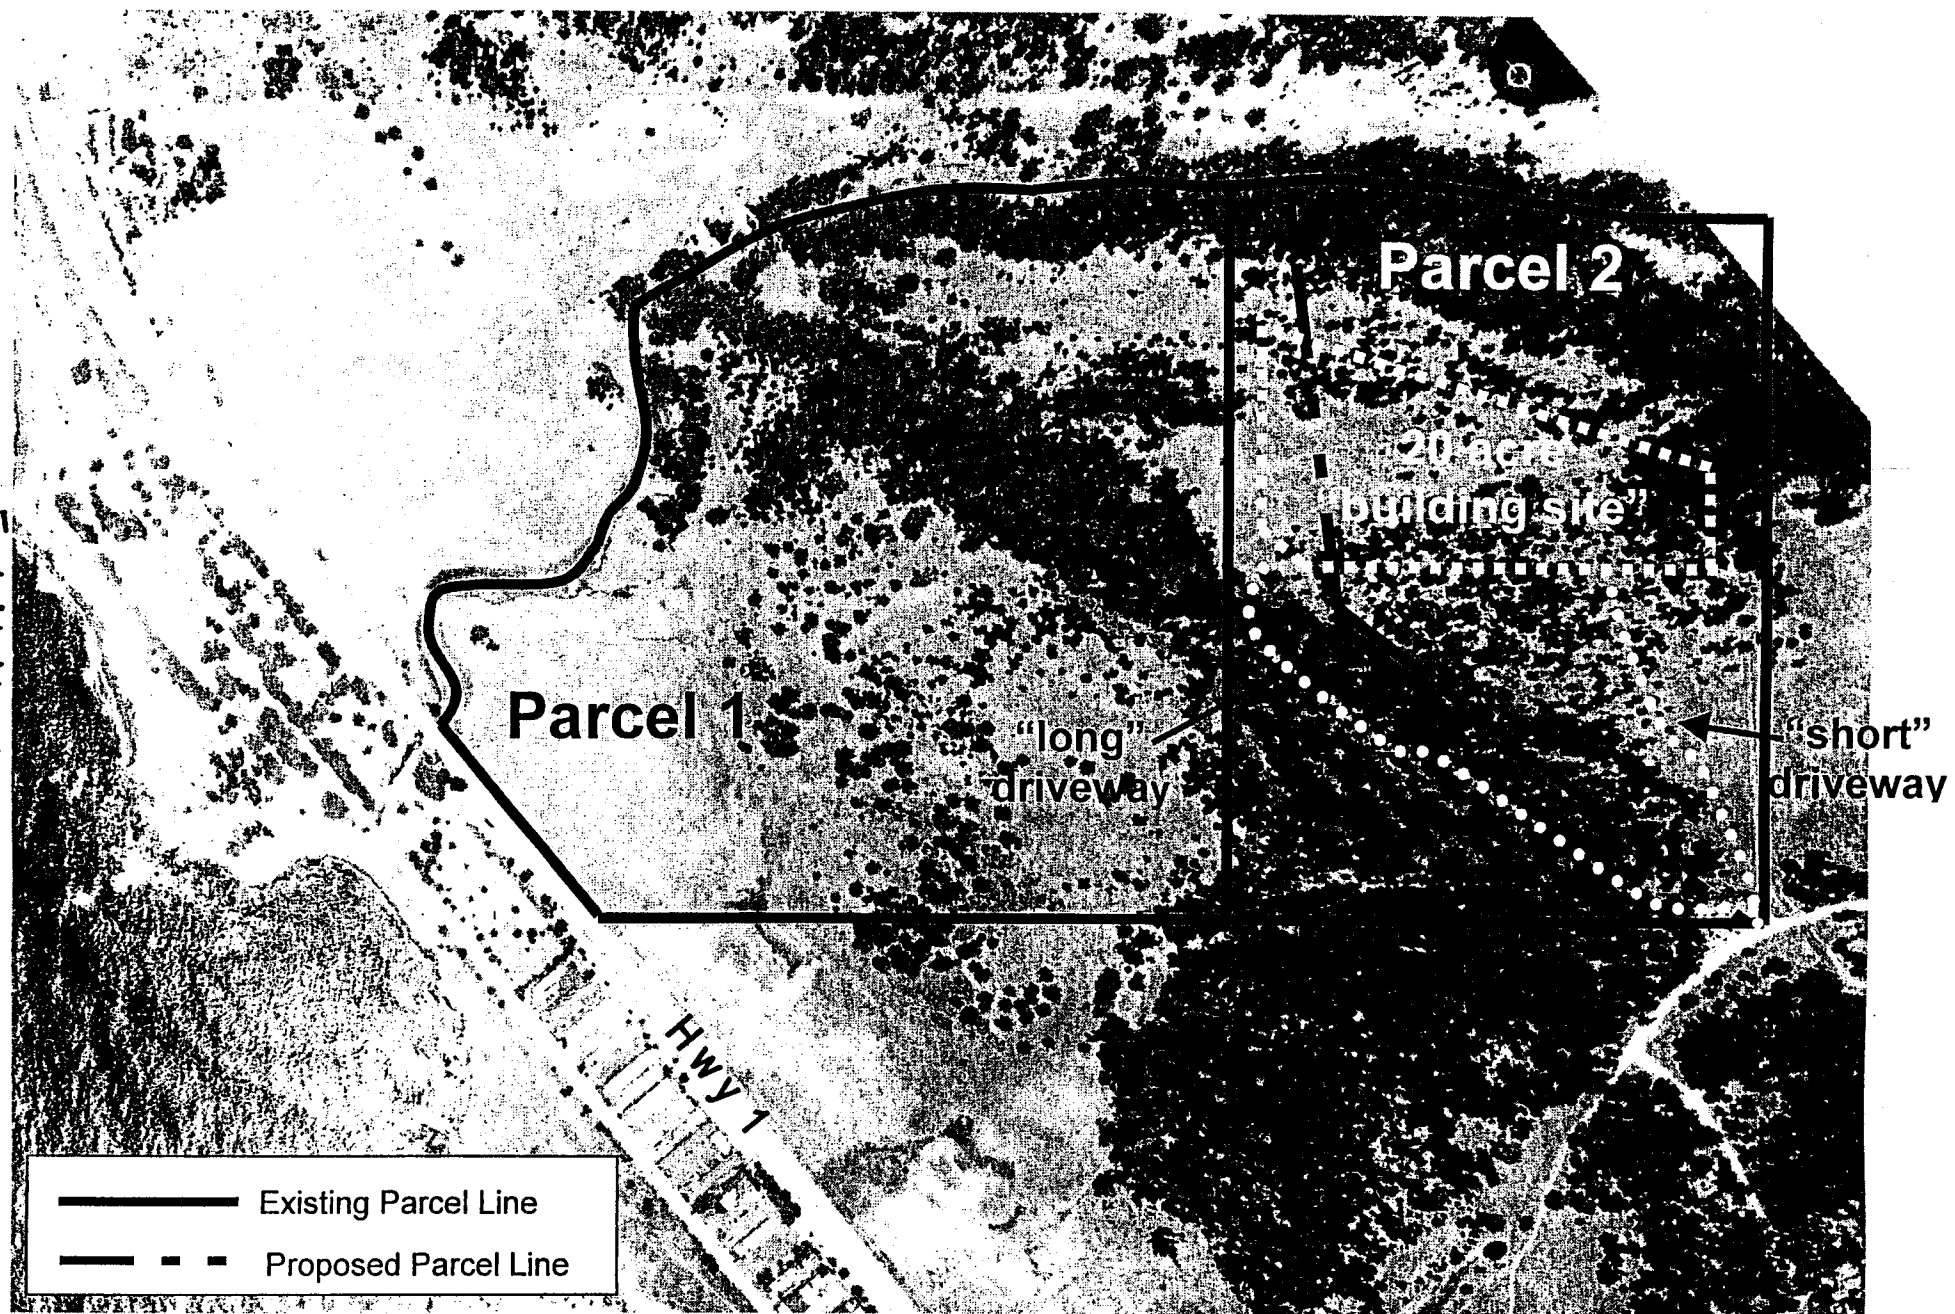 Parcel 2
20 acre
"building site"
Parcel 1
"long"
driveway
"short"
driveway
Hwy 1
Existing Parcel Line
Proposed Parcel Line